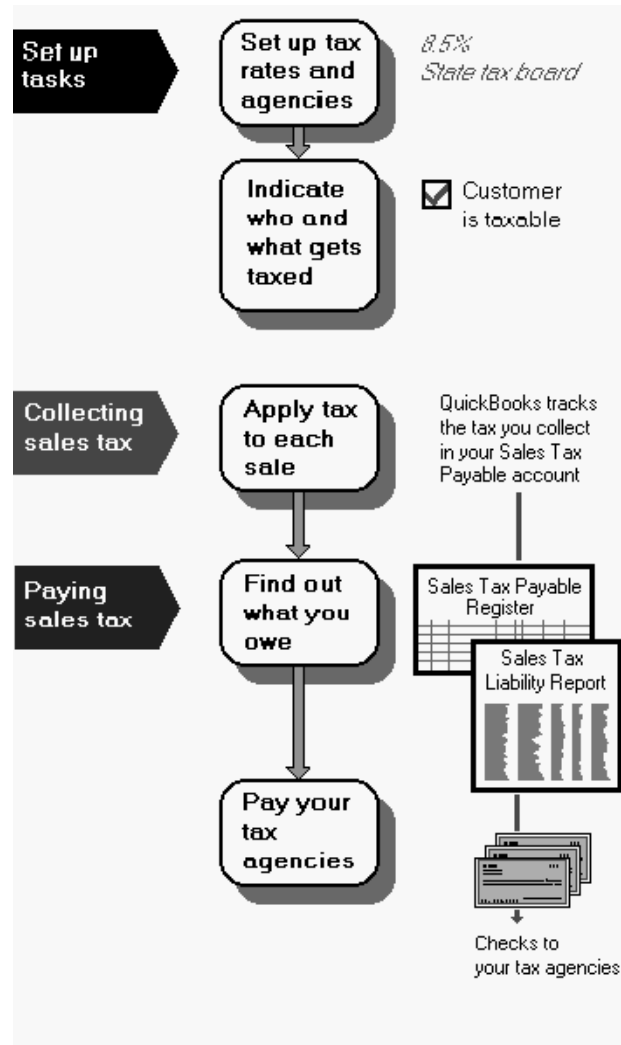 Set up
tasks
Set up tax
rates and
agencies
8.5%
State tax board
Indicate
who and
what gets
taxed
Customer
is taxable
Collecting
sales tax
Apply tax
to each
sale
QuickBooks tracks
the tax you collect
in your Sales Tax
Payable account
Paying
sales tax
Find out
what you
owe
Sales Tax Payable
Register
Sales Tax
Liability Report
Pay your
tax
agencies
Checks to
your tax agencies